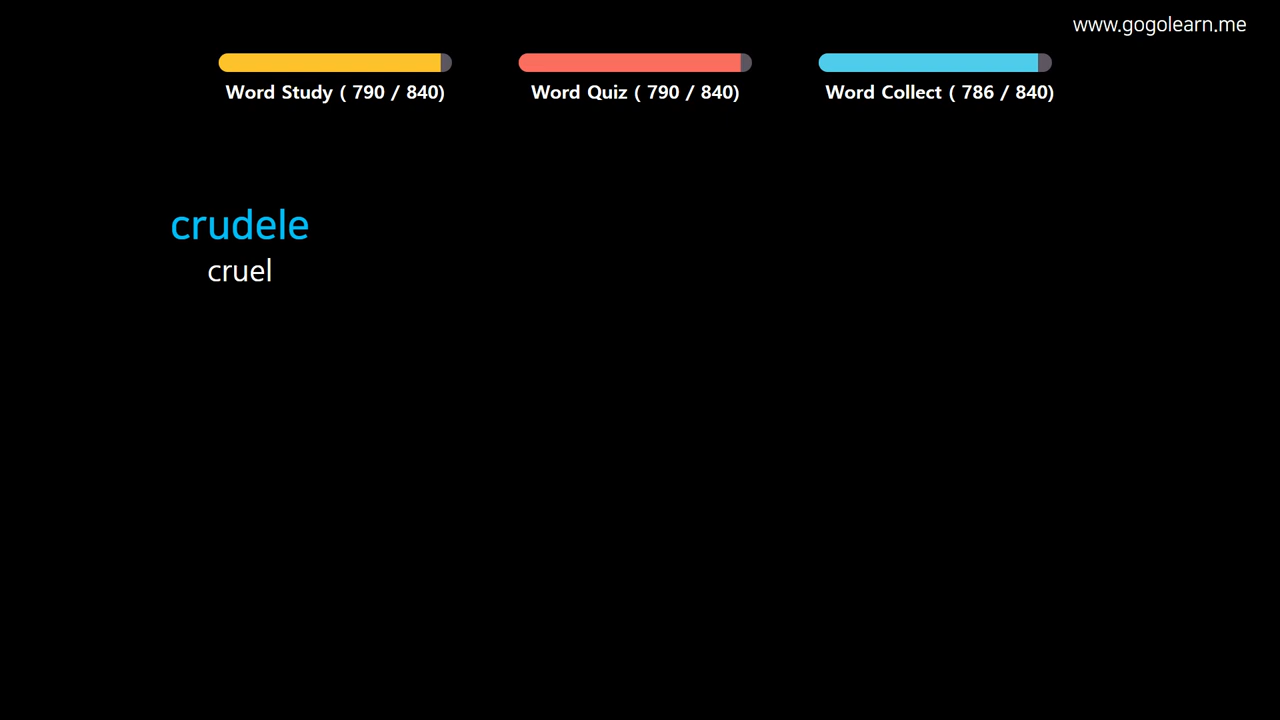 www.gogolearn.me
Word Study ( 790 / 840)
Word Quiz ( 790 / 840)
Word Collect ( 786 / 840)
crudele
cruel